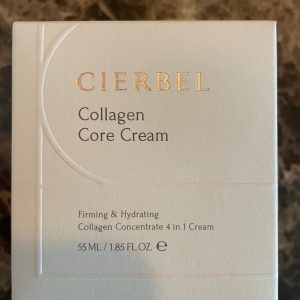 CIERBEL
Collagen
Core Cream
Firming & Hydrating
Collagen Concentrate 4 in 1 Cream
55 ML / 1.85 FL.OZ. ℮